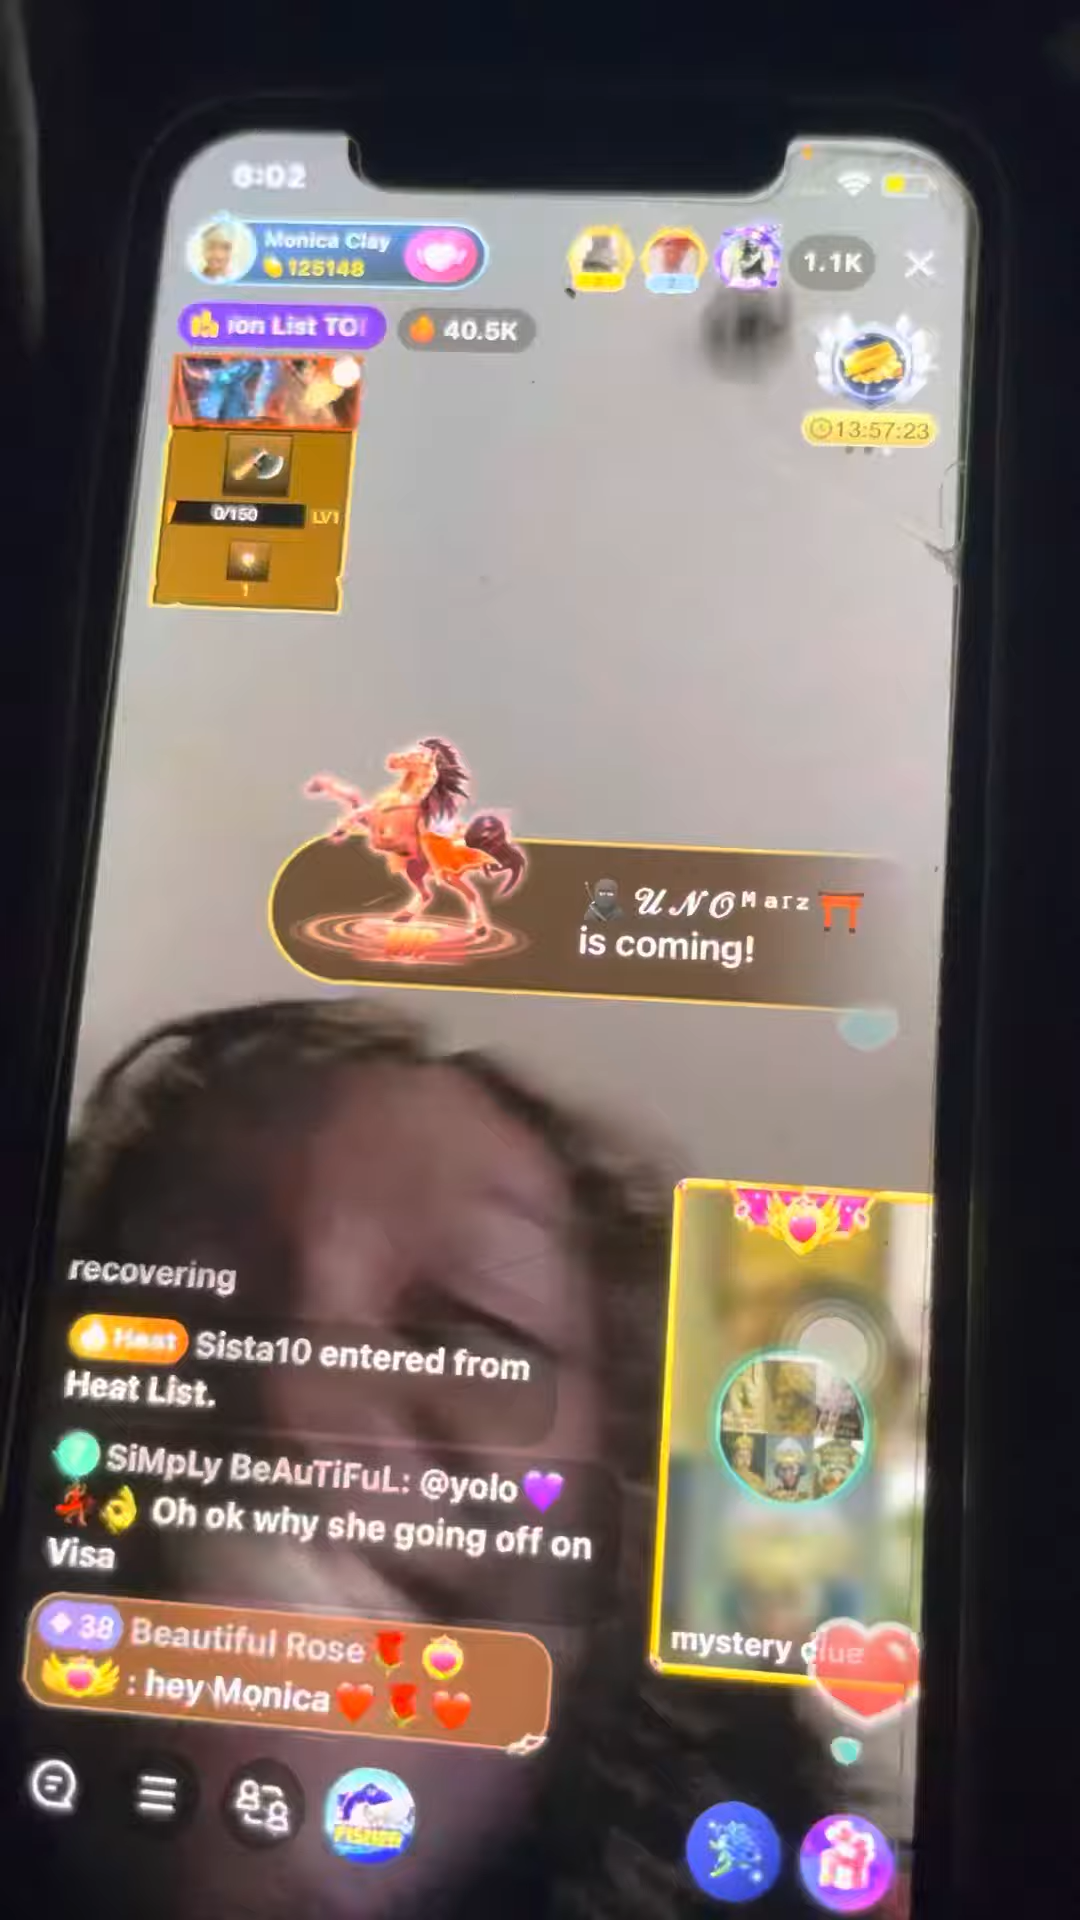 6:02
Monica Clay
125148
1.1K
ion List TO
40.5K
13:57:23
0/150
LV1
1
𝓤𝓝𝓞ᴹᵃʳᶻ
is coming!
recovering
Heat Sista10 entered from
Heat List.
SiMpLy BeAuTiFuL: @yolo💜
Oh ok why she going off on
Visa
38 Beautiful Rose🌹
: hey Monica❤️🌹❤️
mystery